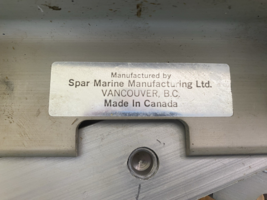 Manufactured by
Spar Marine Manufacturing Ltd.
VANCOUVER, B.C.
Made In Canada